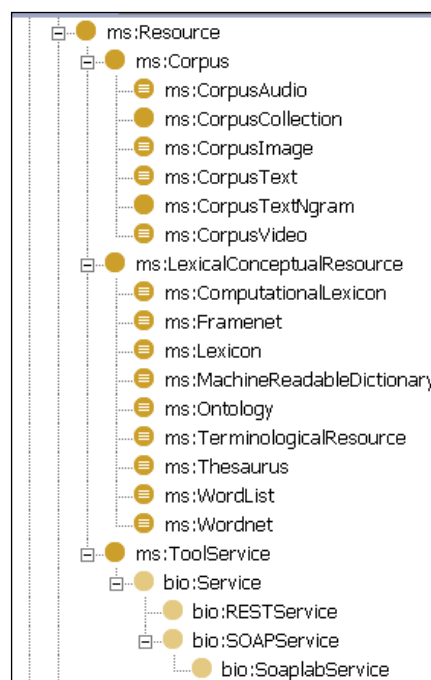 ms:Resource
ms:Corpus
ms:CorpusAudio
ms:CorpusCollection
ms:CorpusImage
ms:CorpusText
ms:CorpusTextNgram
ms:CorpusVideo
ms:LexicalConceptualResource
ms:ComputationalLexicon
ms:Framenet
ms:Lexicon
ms:MachineReadableDictionary
ms:Ontology
ms:TerminologicalResource
ms:Thesaurus
ms:WordList
ms:Wordnet
ms:ToolService
bio:Service
bio:RESTService
bio:SOAPService
bio:SoaplabService